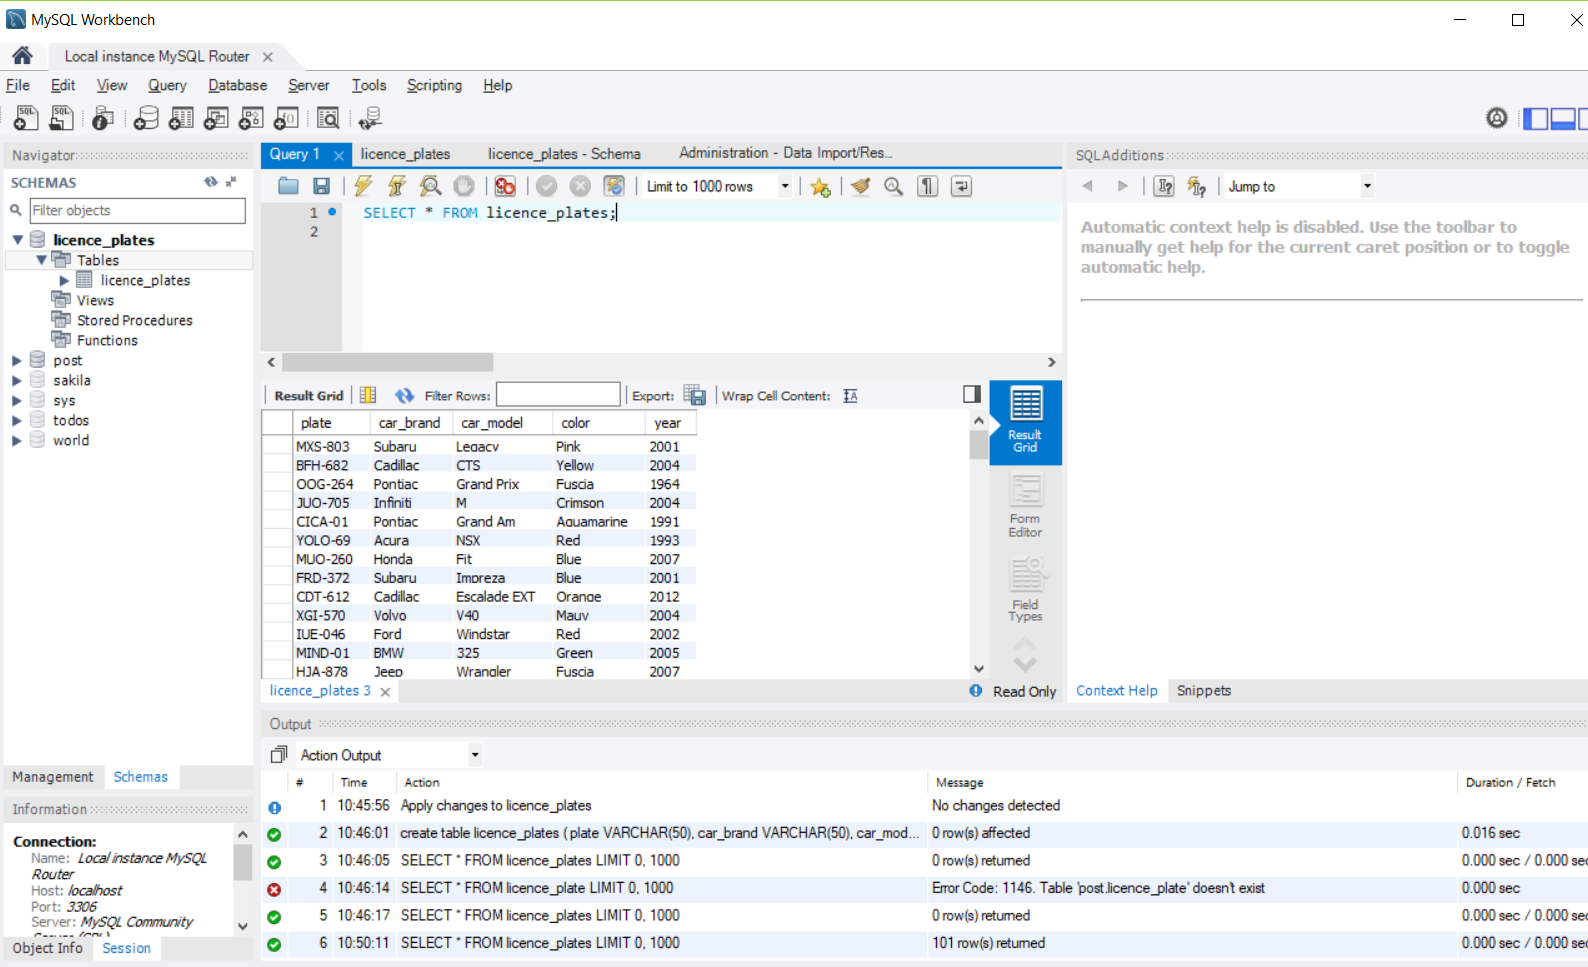 MySQL Workbench
Local instance MySQL Router
File Edit View Query Database Server Tools Scripting Help
Navigator
SCHEMAS
Filter objects
licence_plates
Tables
licence_plates
Views
Stored Procedures
Functions
post
sakila
sys
todos
world
Management Schemas
Information
Connection:
Name: Local instance MySQL
Router
Host: localhost
Port: 3306
Server: MySQL Community
Object Info Session
Query 1 licence_plates licence_plates - Schema Administration - Data Import/Res...
Limit to 1000 rows
1 SELECT * FROM licence_plates;
2
Result Grid Filter Rows: Export: Wrap Cell Content:
plate car_brand car_model color year
MXS-803 Subaru Legacy Pink 2001
BFH-682 Cadillac CTS Yellow 2004
OOG-264 Pontiac Grand Prix Fuscia 1964
JUO-705 Infiniti M Crimson 2004
CICA-01 Pontiac Grand Am Aquamarine 1991
YOLO-69 Acura NSX Red 1993
MUO-260 Honda Fit Blue 2007
FRD-372 Subaru Impreza Blue 2001
CDT-612 Cadillac Escalade EXT Orange 2012
XGI-570 Volvo V40 Mauv 2004
IUE-046 Ford Windstar Red 2002
MIND-01 BMW 325 Green 2005
HJA-878 Jeep Wrangler Fuscia 2007
Result
Grid
Form
Editor
Field
Types
licence_plates 3 Read Only
SQLAdditions
Jump to
Automatic context help is disabled. Use the toolbar to
manually get help for the current caret position or to toggle
automatic help.
Context Help Snippets
Output
Action Output
# Time Action Message Duration / Fetch
1 10:45:56 Apply changes to licence_plates No changes detected
2 10:46:01 create table licence_plates ( plate VARCHAR(50), car_brand VARCHAR(50), car_mod... 0 row(s) affected 0.016 sec
3 10:46:05 SELECT * FROM licence_plates LIMIT 0, 1000 0 row(s) returned 0.000 sec / 0.000 sec
4 10:46:14 SELECT * FROM licence_plate LIMIT 0, 1000 Error Code: 1146. Table 'post.licence_plate' doesn't exist 0.000 sec
5 10:46:17 SELECT * FROM licence_plates LIMIT 0, 1000 0 row(s) returned 0.000 sec / 0.000 sec
6 10:50:11 SELECT * FROM licence_plates LIMIT 0, 1000 101 row(s) returned 0.000 sec / 0.000 sec